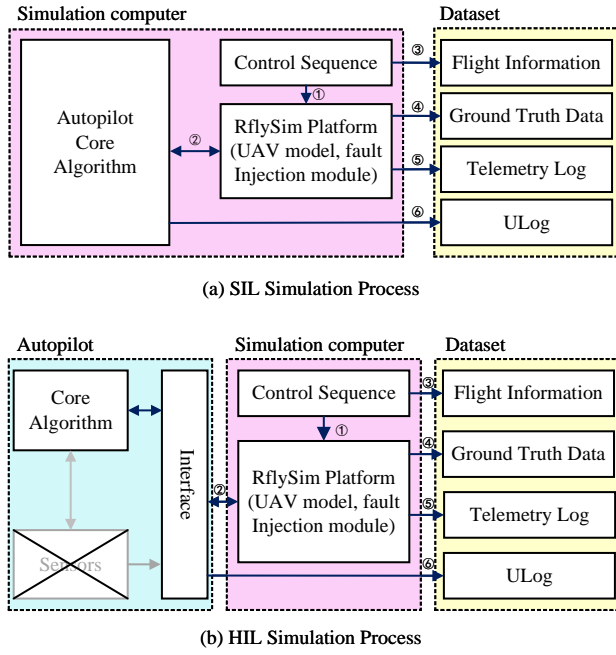 Simulation computer
Dataset
Control Sequence
③
Flight Information
①
Autopilot
Core
Algorithm
②
RflySim Platform
(UAV model, fault
Injection module)
④
Ground Truth Data
⑤
Telemetry Log
⑥
ULog
(a) SIL Simulation Process
Autopilot
Simulation computer
Dataset
Core
Algorithm
Control Sequence
③
Flight Information
①
Interface
②
RflySim Platform
(UAV model, fault
Injection module)
④
Ground Truth Data
⑤
Telemetry Log
Sensors
⑥
ULog
(b) HIL Simulation Process